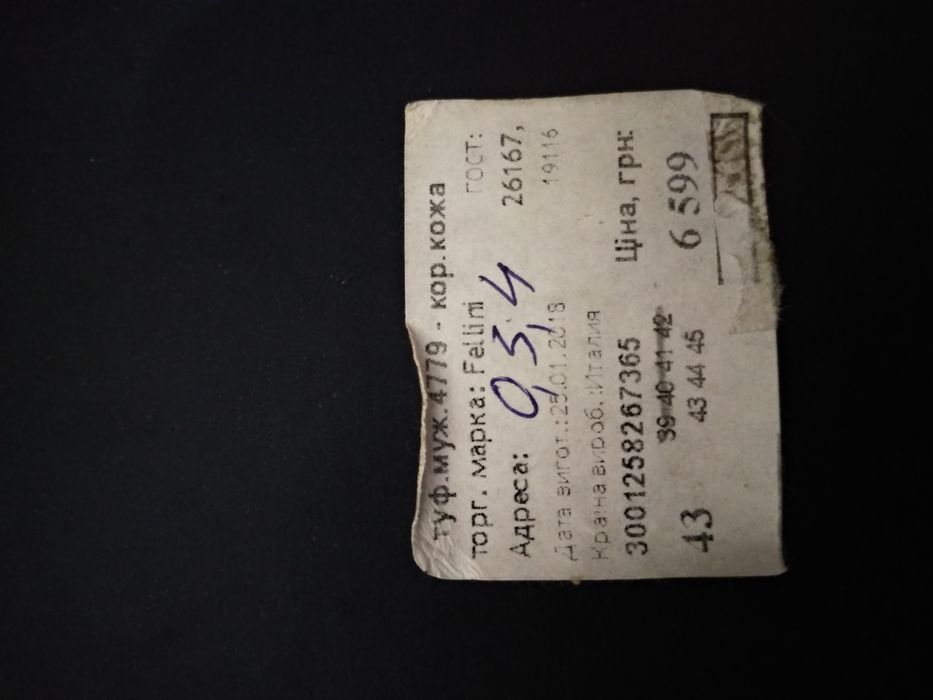 туф.муж.4779 - кор.кожа
торг. марка: Fellini ГОСТ:
Адреса: 26167,
0,5,4
Дата вигот.:25.01.2018 19116
Країна вироб.:Италия
3001258267365 Ціна, грн:
39 40 41 42
43 43 44 45 6 599